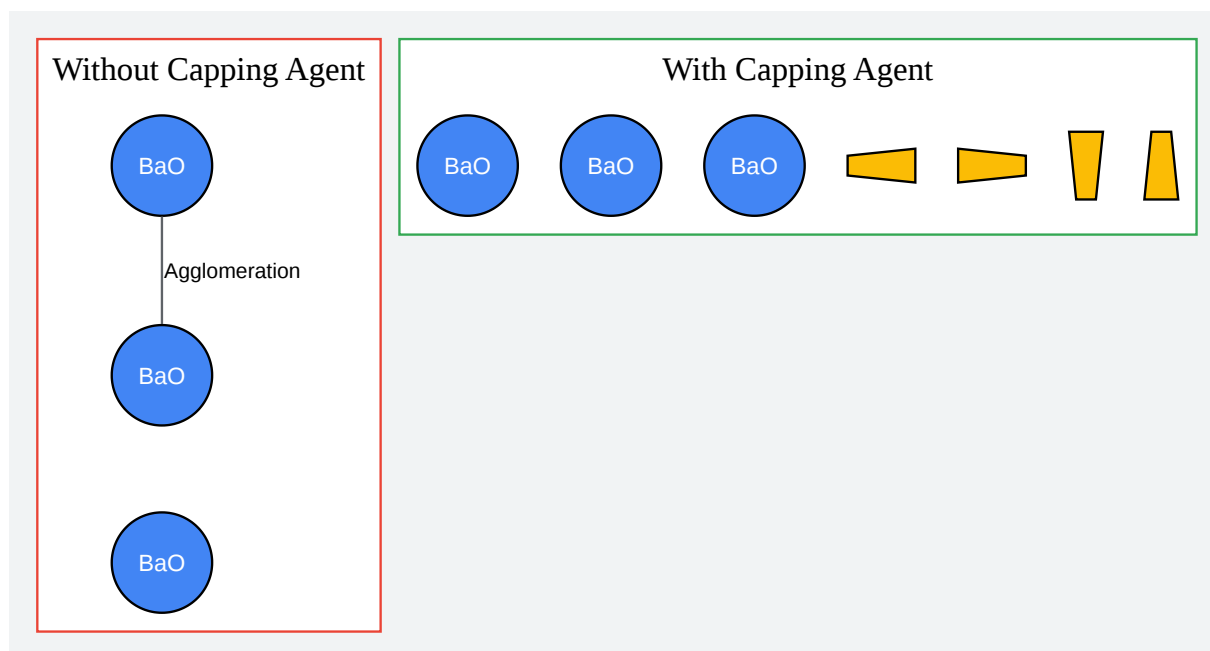 Without Capping Agent
BaO
Agglomeration
BaO
BaO
With Capping Agent
BaO
BaO
BaO